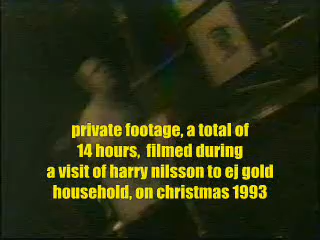 private footage, a total of
14 hours,  filmed during
a visit of harry nilsson to ej gold
household, on christmas 1993